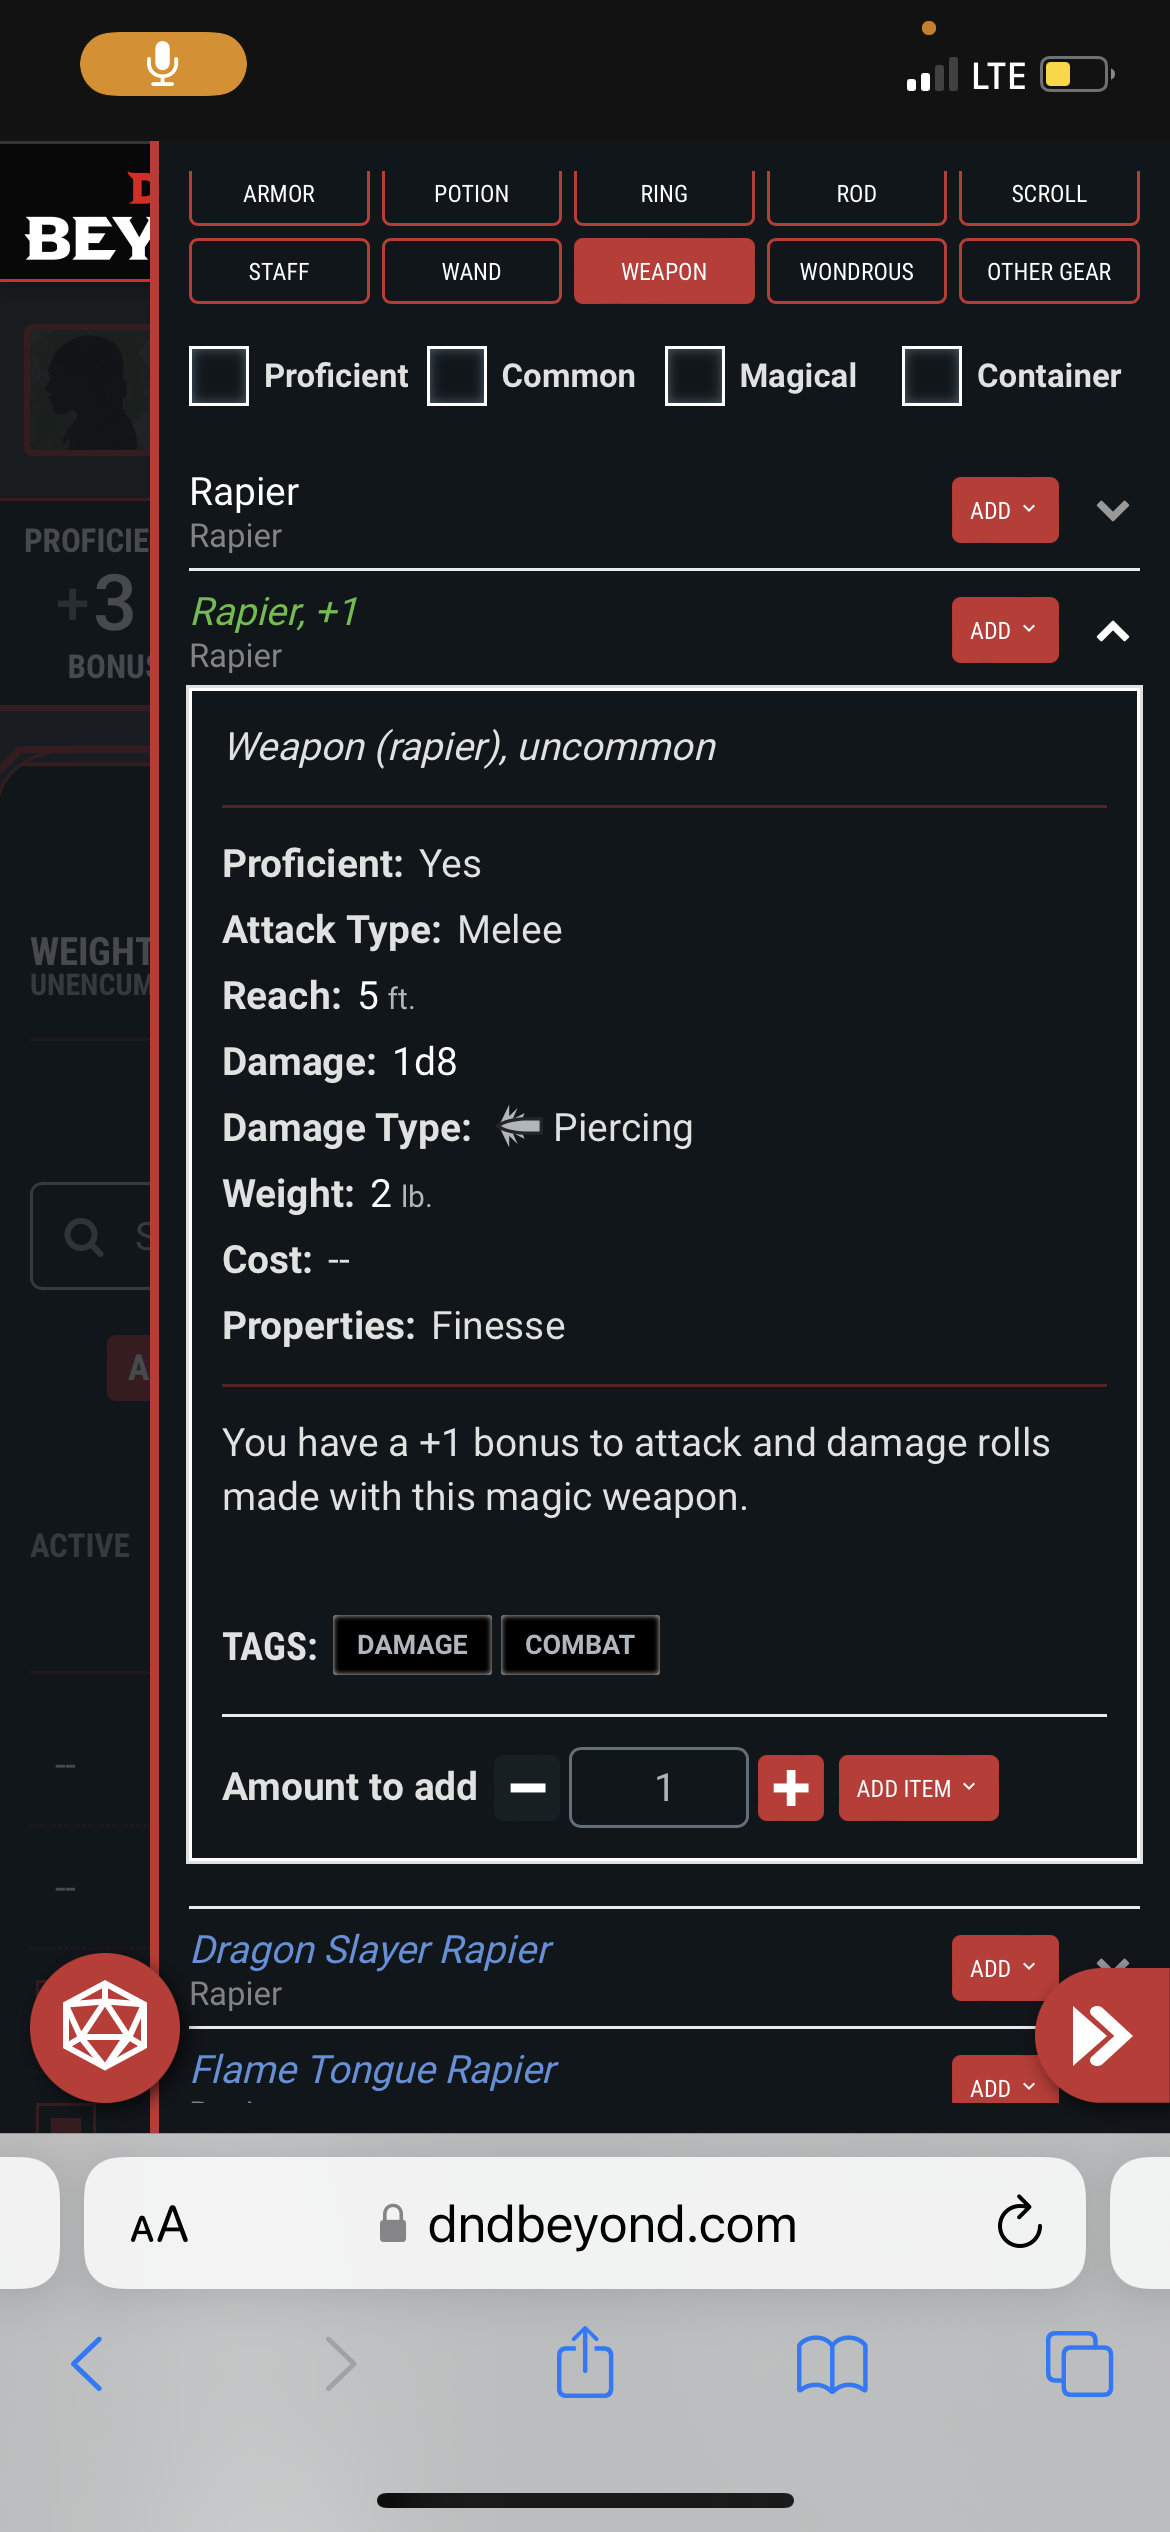 LTE
D
BEY
ARMOR
POTION
RING
ROD
SCROLL
STAFF
WAND
WEAPON
WONDROUS
OTHER GEAR
Proficient
Common
Magical
Container
Rapier
Rapier
ADD
PROFICIE
+3
BONUS
Rapier, +1
Rapier
ADD
Weapon (rapier), uncommon
Proficient: Yes
Attack Type: Melee
Reach: 5 ft.
Damage: 1d8
Damage Type: Piercing
Weight: 2 lb.
Cost: --
Properties: Finesse
You have a +1 bonus to attack and damage rolls
made with this magic weapon.
TAGS: DAMAGE COMBAT
Amount to add 1 ADD ITEM
WEIGHT
UNENCUM
S
A
ACTIVE
--
--
Dragon Slayer Rapier
Rapier
ADD
Flame Tongue Rapier
ADD
AA
dndbeyond.com